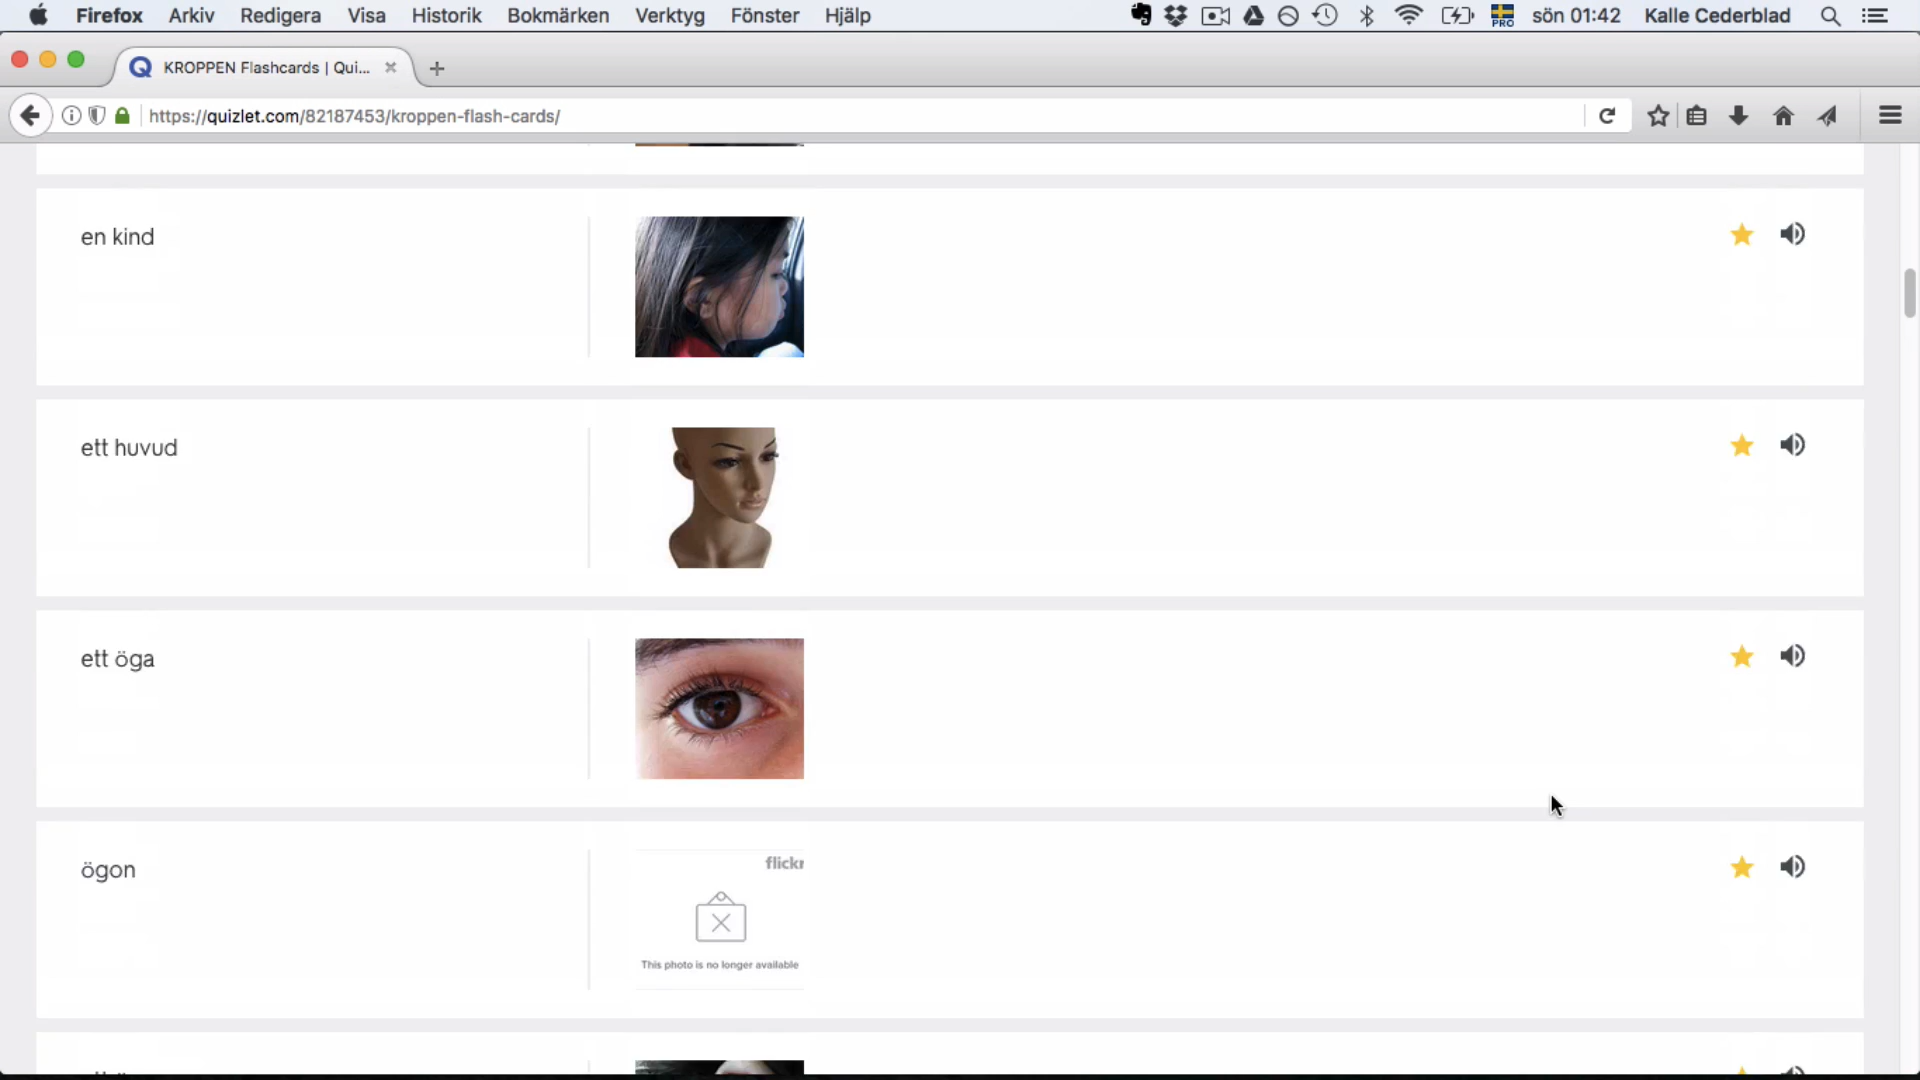 Firefox Arkiv Redigera Visa Historik Bokmärken Verktyg Fönster Hjälp PRO sön 01:42 Kalle Cederblad
KROPPEN Flashcards | Qui...
https://quizlet.com/82187453/kroppen-flash-cards/
en kind
ett huvud
ett öga
ögon
flickr
This photo is no longer available